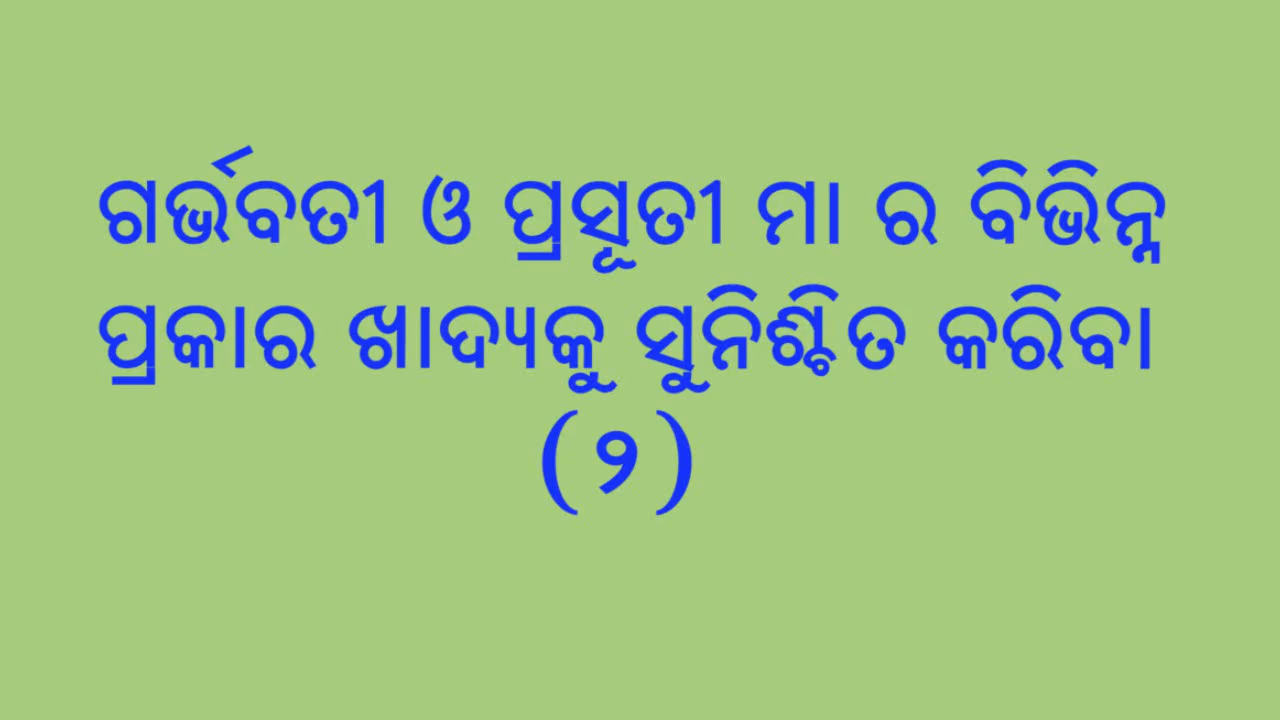 ଗର୍ଭବତୀ ଓ ପ୍ରସୂତୀ ମା ର ବିଭିନ୍ନ
ପ୍ରକାର ଖାଦ୍ୟକୁ ସୁନିଶ୍ଚିତ କରିବା
(୨)